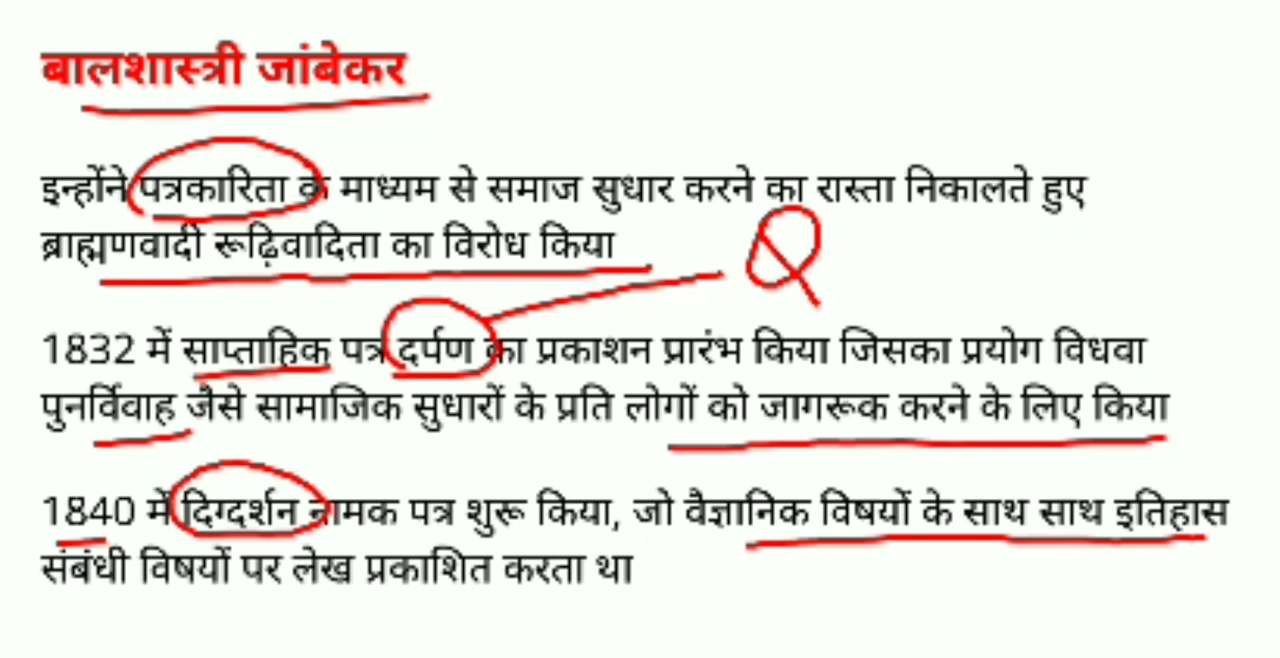 बालशास्त्री जांबेकर
इन्होंने पत्रकारिता के माध्यम से समाज सुधार करने का रास्ता निकालते हुए
ब्राह्मणवादी रूढ़िवादिता का विरोध किया
1832 में साप्ताहिक पत्र दर्पण का प्रकाशन प्रारंभ किया जिसका प्रयोग विधवा
पुनर्विवाह जैसे सामाजिक सुधारों के प्रति लोगों को जागरूक करने के लिए किया
1840 में दिग्दर्शन नामक पत्र शुरू किया, जो वैज्ञानिक विषयों के साथ साथ इतिहास
संबंधी विषयों पर लेख प्रकाशित करता था